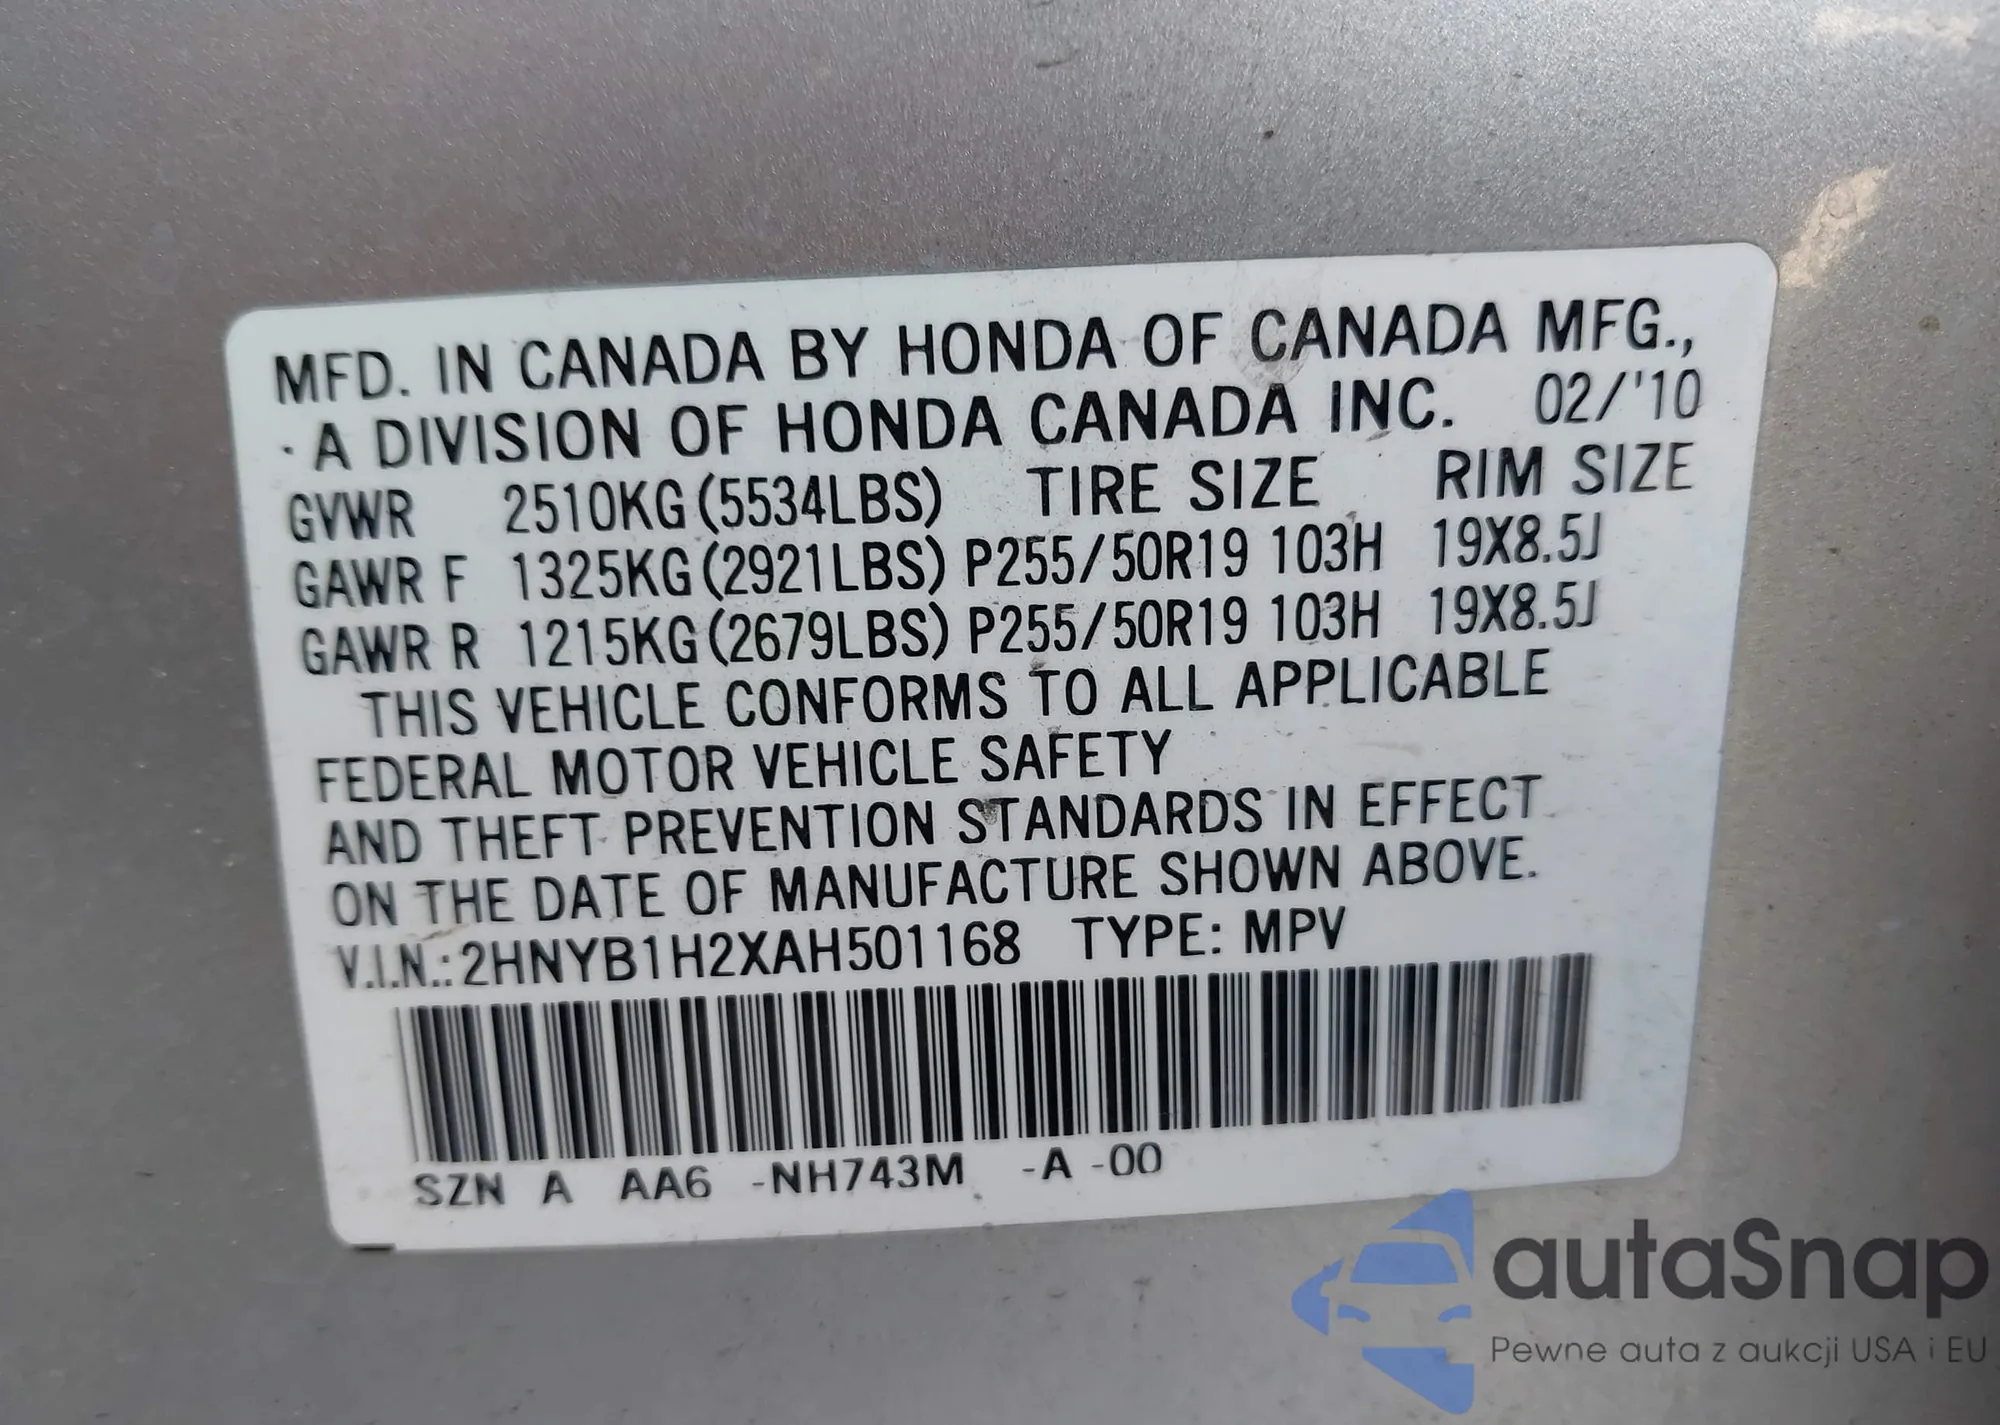 MFD. IN CANADA BY HONDA OF CANADA MFG.,
A DIVISION OF HONDA CANADA INC. 02/'10
GVWR 2510KG (5534LBS) TIRE SIZE RIM SIZE
GAWR F 1325KG (2921LBS) P255/50R19 103H 19X8.5J
GAWR R 1215KG (2679LBS) P255/50R19 103H 19X8.5J
THIS VEHICLE CONFORMS TO ALL APPLICABLE
FEDERAL MOTOR VEHICLE SAFETY
AND THEFT PREVENTION STANDARDS IN EFFECT
ON THE DATE OF MANUFACTURE SHOWN ABOVE.
V.I.N.: 2HNYB1H2XAH501168 TYPE: MPV
SZN A AA6 -NH743M -A -00
autaSnap
Pewne auta z aukcji USA i EU